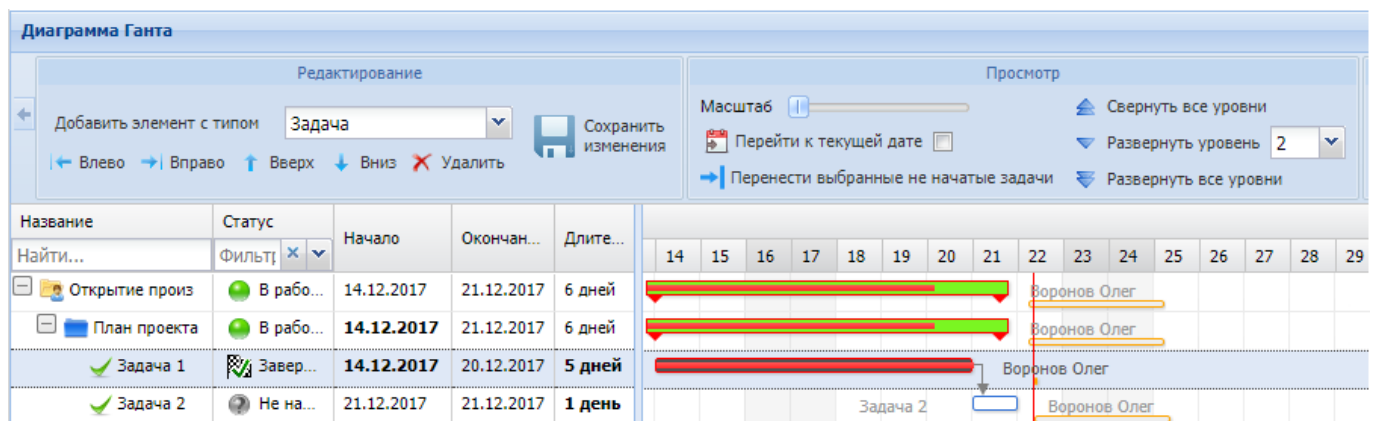 Диаграмма Ганта
Редактирование
Просмотр
Добавить элемент с типом Задача
Сохранить изменения
Влево Вправо Вверх Вниз Удалить
Масштаб
Перейти к текущей дате
Перенести выбранные не начатые задачи
Свернуть все уровни
Развернуть уровень 2
Развернуть все уровни
Название Статус Начало Окончан... Длите...
Найти... Фильтр
14 15 16 17 18 19 20 21 22 23 24 25 26 27 28 29
Открытие произ В рабо... 14.12.2017 21.12.2017 6 дней Воронов Олег
План проекта В рабо... 14.12.2017 21.12.2017 6 дней Воронов Олег
Задача 1 Завер... 14.12.2017 20.12.2017 5 дней Воронов Олег
Задача 2 Не на... 21.12.2017 21.12.2017 1 день Задача 2 Воронов Олег